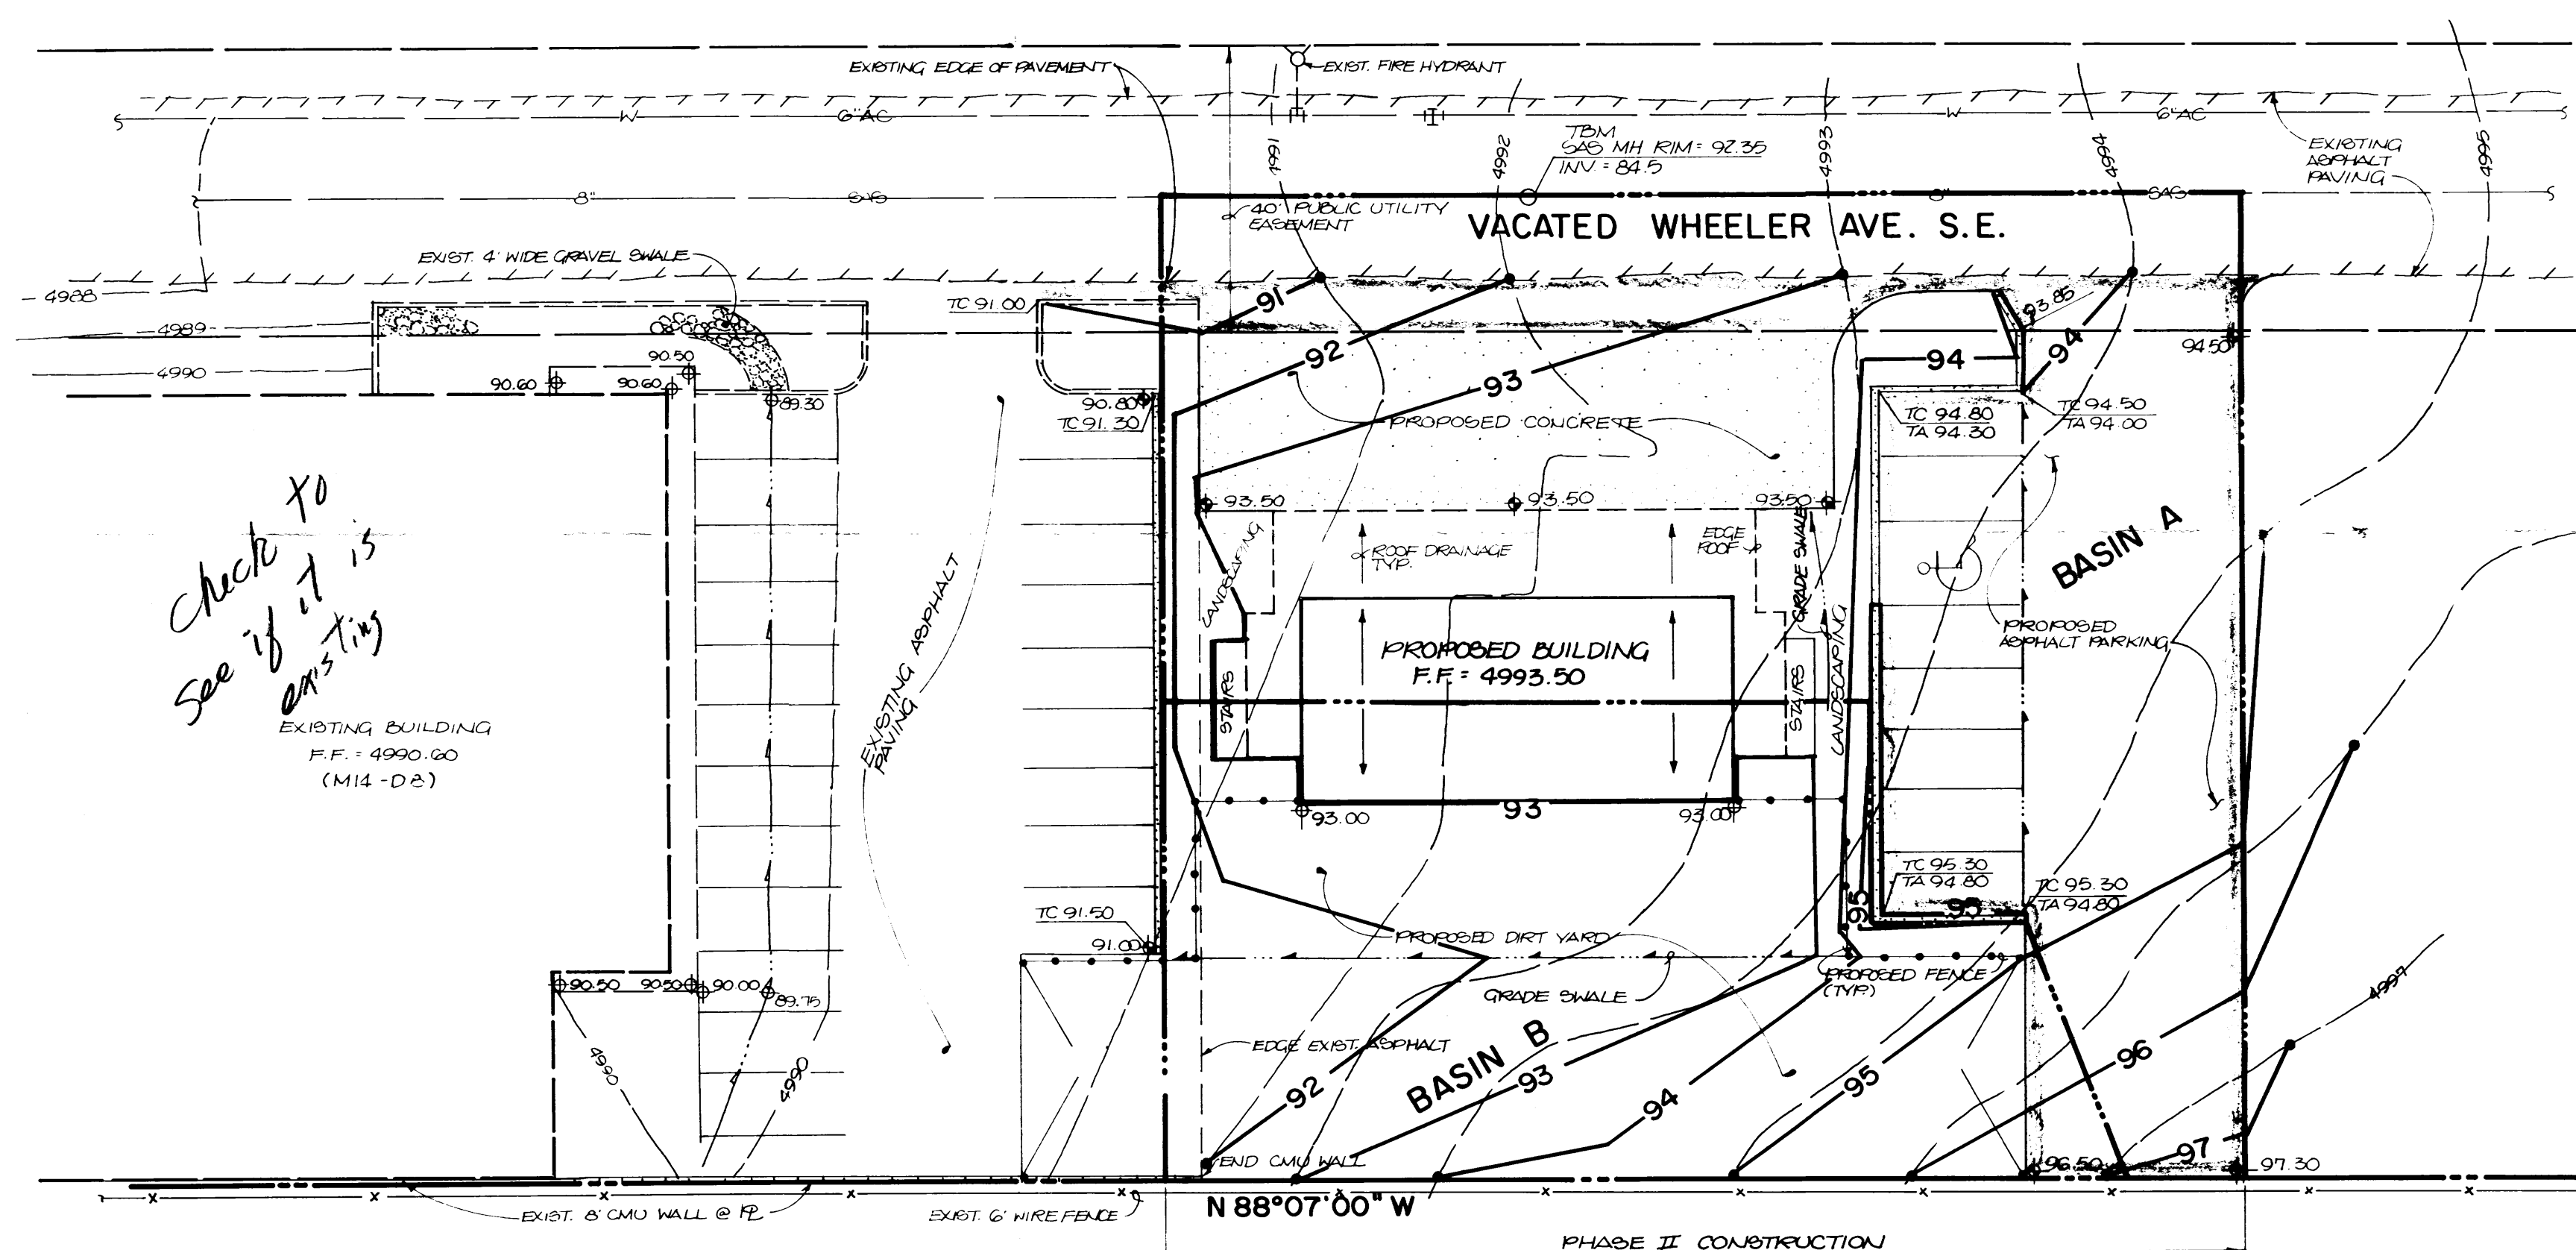 EXISTING EDGE OF PAVEMENT
EXIST. FIRE HYDRANT
W
6"AC
W
6"AC
EXISTING
ASPHALT
PAVING
TBM
SAS MH RIM = 92.35
INV = 84.5
4991
4992
4993
4994
4995
8"
SAS
8"
SAS
40' PUBLIC UTILITY
EASEMENT
VACATED WHEELER AVE. S.E.
EXIST. 4' WIDE GRAVEL SWALE
4988
4989
4990
TC 91.00
91
92
93
94
94
93.85
94.50
90.50
90.60
90.60
89.30
90.80
TC 91.30
PROPOSED CONCRETE
TC 94.80
TA 94.30
TC 94.50
TA 94.00
check to
see if it is
existing
93.50
93.50
93.50
LANDSCAPING
ROOF DRAINAGE
TYP.
EDGE
ROOF
GRADE SWALE
BASIN A
EXISTING ASPHALT
PAVING
PROPOSED BUILDING
F.F. = 4993.50
STAIRS
STAIRS
LANDSCAPING
PROPOSED
ASPHALT PARKING
EXISTING BUILDING
F.F. = 4990.60
(M14-D8)
93.00
93
93.00
TC 95.30
TA 94.80
TC 95.30
TA 94.80
95
95
TC 91.50
91.00
PROPOSED DIRT YARD
PROPOSED FENCE
(TYP.)
GRADE SWALE
90.50
90.50
90.00
89.75
4997
EDGE EXIST. ASPHALT
BASIN B
4990
4990
92
93
94
95
96
97
END CMU WALL
96.50
97.30
EXIST. 8' CMU WALL @ PL
EXIST. 6' WIRE FENCE
N 88°07'00" W
PHASE II CONSTRUCTION